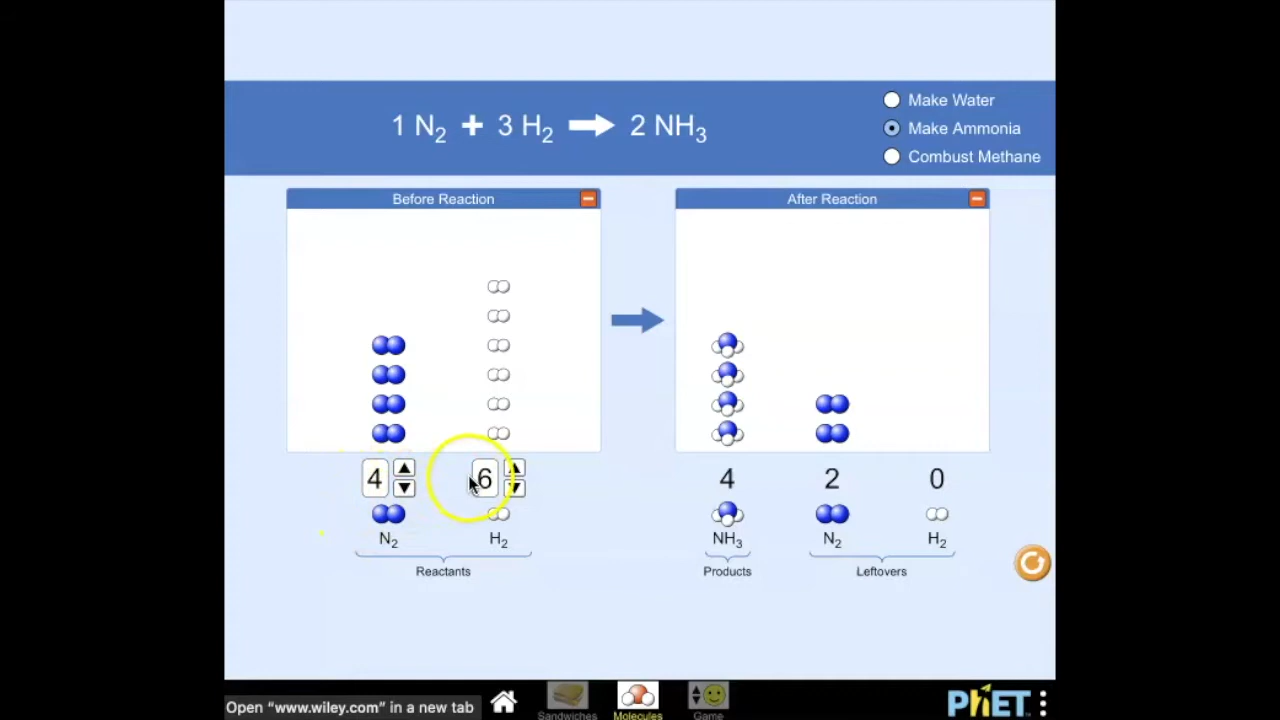 1 N₂ + 3 H₂ → 2 NH₃
Make Water
Make Ammonia
Combust Methane
Before Reaction
After Reaction
4
6
4
2
0
N₂
H₂
NH₃
N₂
H₂
Reactants
Products
Leftovers
Open “www.wiley.com” in a new tab
Sandwiches
Molecules
Game
PhET